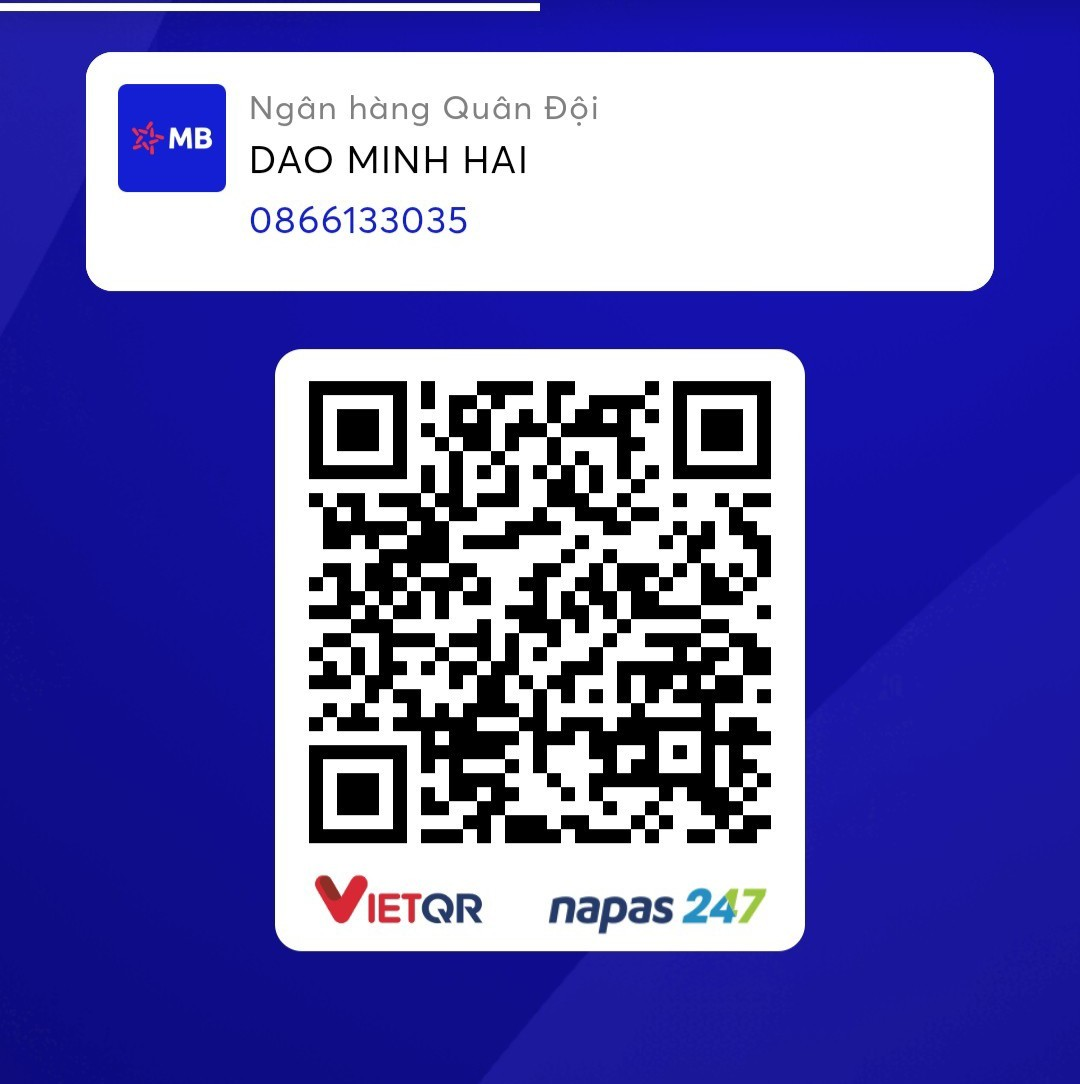 MB
Ngân hàng Quân Đội
DAO MINH HAI
0866133035
VIETQR
napas 247